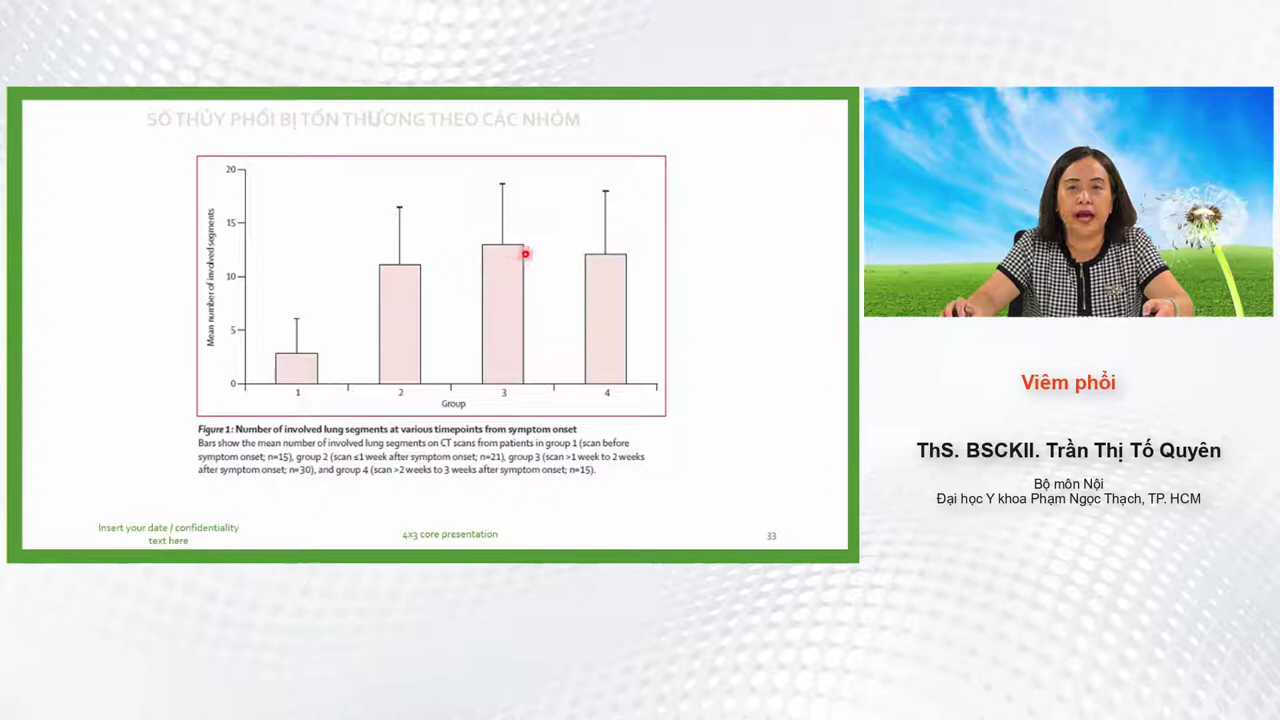 SỐ THÙY PHỔI BỊ TỔN THƯƠNG THEO CÁC NHÓM
20
15
10
5
0
Mean number of involved segments
1 2 3 4
Group
Figure 1: Number of involved lung segments at various timepoints from symptom onset
Bars show the mean number of involved lung segments on CT scans from patients in group 1 (scan before
symptom onset; n=15), group 2 (scan ≤1 week after symptom onset; n=21), group 3 (scan >1 week to 2 weeks
after symptom onset; n=30), and group 4 (scan >2 weeks to 3 weeks after symptom onset; n=15).
Insert your date / confidentiality
text here
4x3 core presentation
33
Viêm phổi
ThS. BSCKII. Trần Thị Tố Quyên
Bộ môn Nội
Đại học Y khoa Phạm Ngọc Thạch, TP. HCM